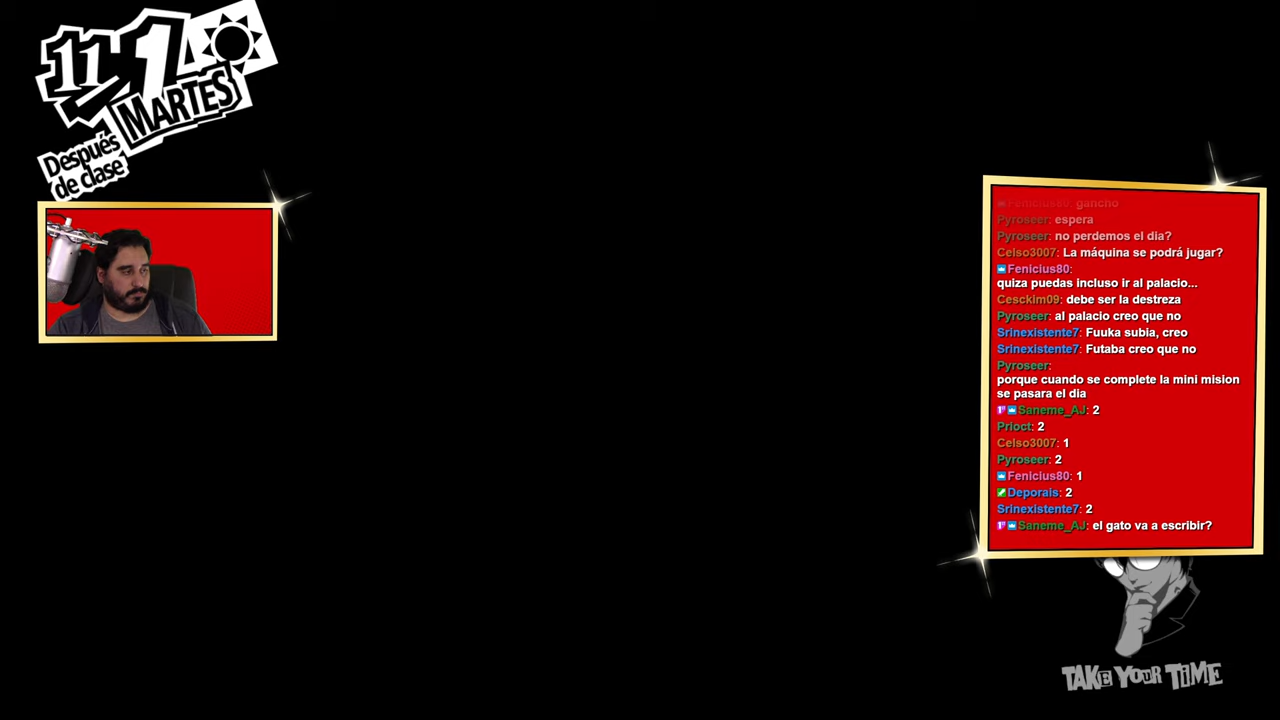 11/1
MARTES
Después
de clase
Fenicius80: gancho
Pyroseer: espera
Pyroseer: no perdemos el dia?
Celso3007: La máquina se podrá jugar?
Fenicius80:
quiza puedas incluso ir al palacio...
Cesckim09: debe ser la destreza
Pyroseer: al palacio creo que no
Srinexistente7: Fuuka subia, creo
Srinexistente7: Futaba creo que no
Pyroseer:
porque cuando se complete la mini mision
se pasara el dia
Saneme_AJ: 2
Prioct: 2
Celso3007: 1
Pyroseer: 2
Fenicius80: 1
Deporais: 2
Srinexistente7: 2
Saneme_AJ: el gato va a escribir?
TAKE YOUR TIME